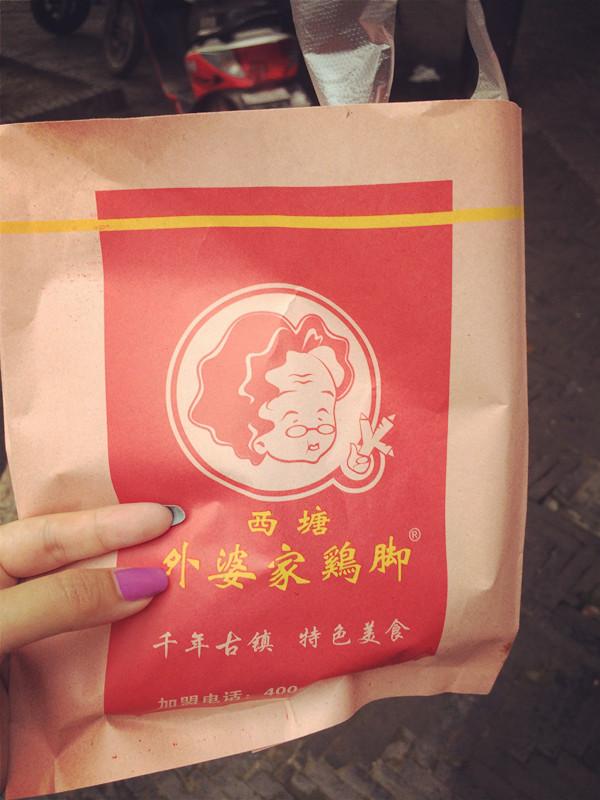 西塘
外婆家鷄脚®
千年古镇 特色美食
加盟电话：400